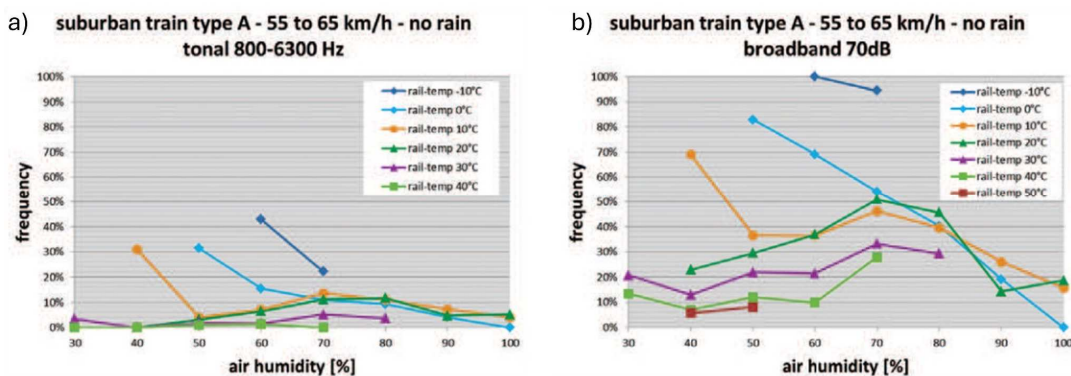 a)
suburban train type A - 55 to 65 km/h - no rain
tonal 800-6300 Hz
frequency
100%
90%
80%
70%
60%
50%
40%
30%
20%
10%
0%
rail-temp -10°C
rail-temp 0°C
rail-temp 10°C
rail-temp 20°C
rail-temp 30°C
rail-temp 40°C
30 40 50 60 70 80 90 100
air humidity [%]
b)
suburban train type A - 55 to 65 km/h - no rain
broadband 70dB
frequency
100%
90%
80%
70%
60%
50%
40%
30%
20%
10%
0%
rail-temp -10°C
rail-temp 0°C
rail-temp 10°C
rail-temp 20°C
rail-temp 30°C
rail-temp 40°C
rail-temp 50°C
30 40 50 60 70 80 90 100
air humidity [%]